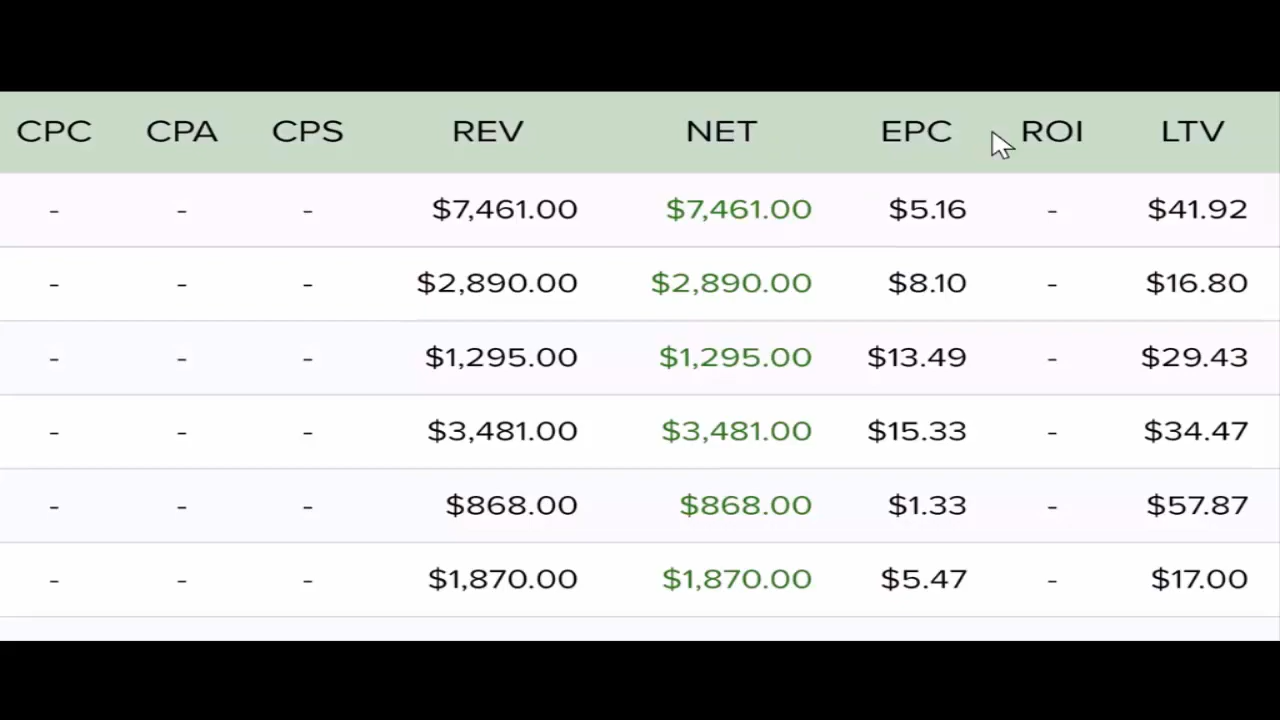 CPC CPA CPS REV NET EPC ROI LTV
- - - $7,461.00 $7,461.00 $5.16 - $41.92
- - - $2,890.00 $2,890.00 $8.10 - $16.80
- - - $1,295.00 $1,295.00 $13.49 - $29.43
- - - $3,481.00 $3,481.00 $15.33 - $34.47
- - - $868.00 $868.00 $1.33 - $57.87
- - - $1,870.00 $1,870.00 $5.47 - $17.00